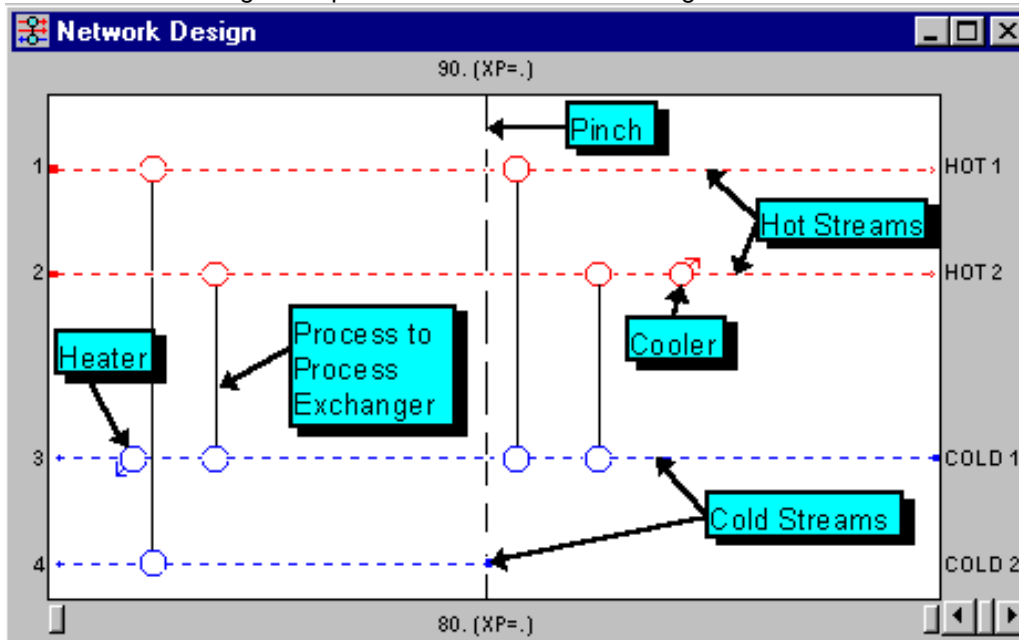 Network Design
90. (XP=.)
Pinch
1
HOT 1
Hot Streams
2
HOT 2
Heater
Process to
Process
Exchanger
Cooler
3
COLD 1
Cold Streams
4
COLD 2
80. (XP=.)